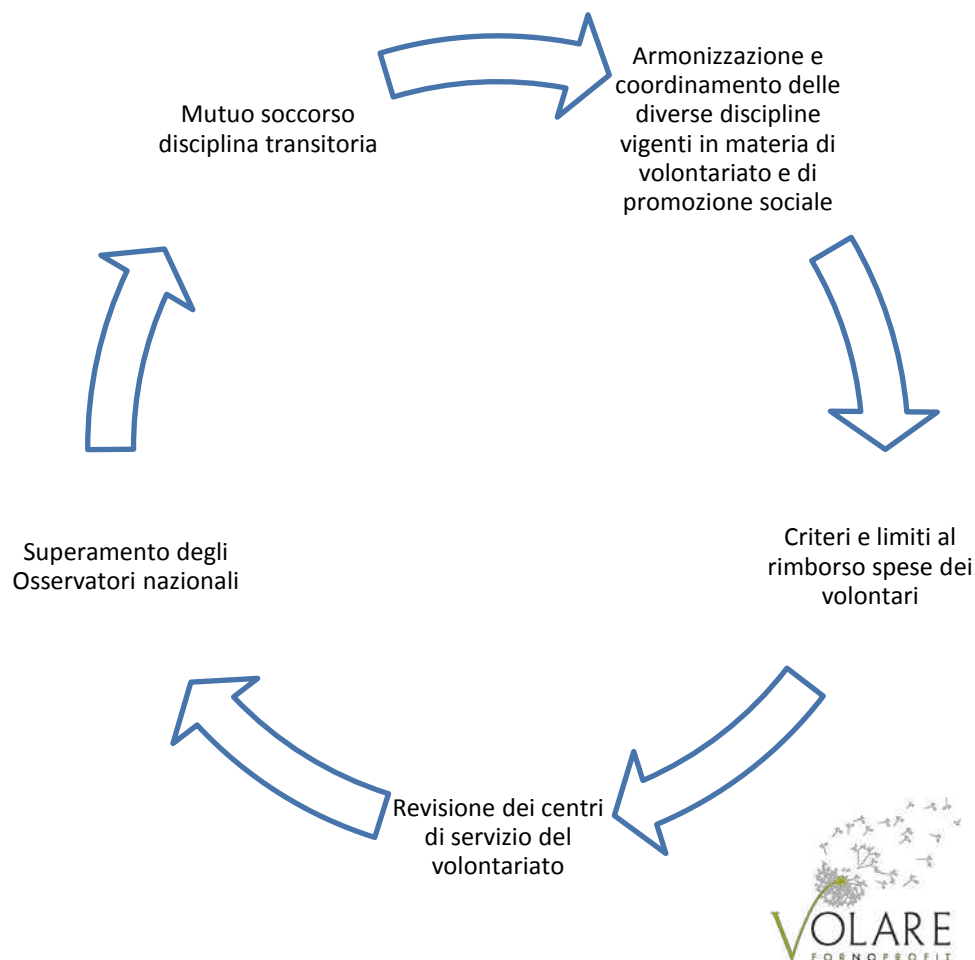 Mutuo soccorso
disciplina transitoria
Armonizzazione e
coordinamento delle
diverse discipline
vigenti in materia di
volontariato e di
promozione sociale
Criteri e limiti al
rimborso spese dei
volontari
Revisione dei centri
di servizio del
volontariato
Superamento degli
Osservatori nazionali
VOLARE
FORNOPROFIT